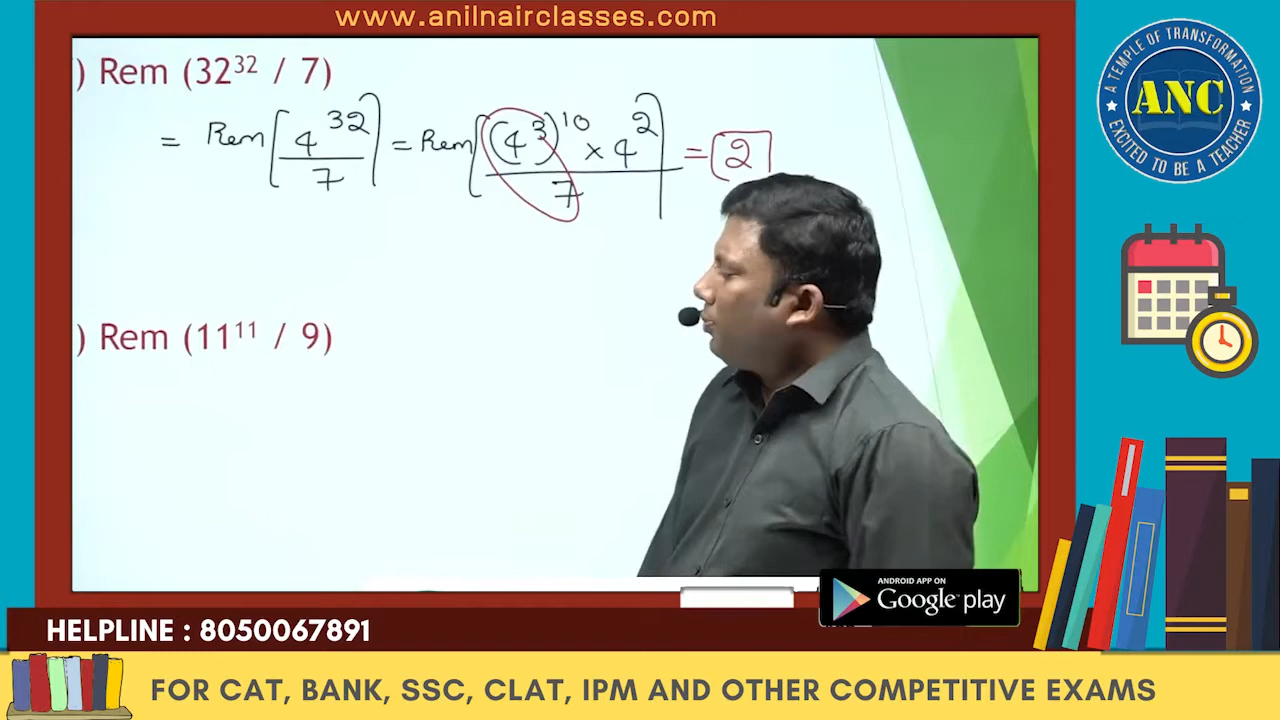 www.anilnairclasses.com
) Rem (32³² / 7)
= Rem [4³² / 7] = Rem [(4³)¹⁰ × 4² / 7] = 2
) Rem (11¹¹ / 9)
A TEMPLE OF TRANSFORMATION
ANC
EXCITED TO BE A TEACHER
ANDROID APP ON
Google play
HELPLINE : 8050067891
FOR CAT, BANK, SSC, CLAT, IPM AND OTHER COMPETITIVE EXAMS